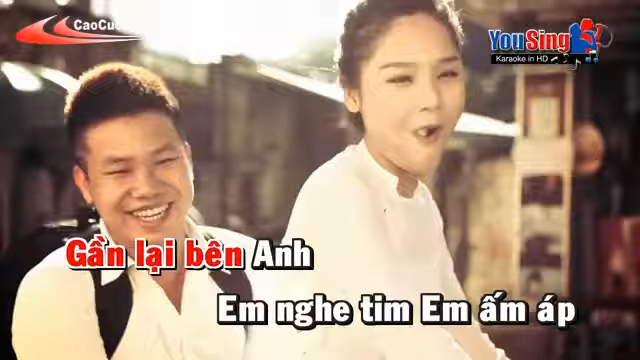 CaoCu
YouSing
Karaoke in HD
Gần lại bên Anh
Em nghe tim Em ấm áp